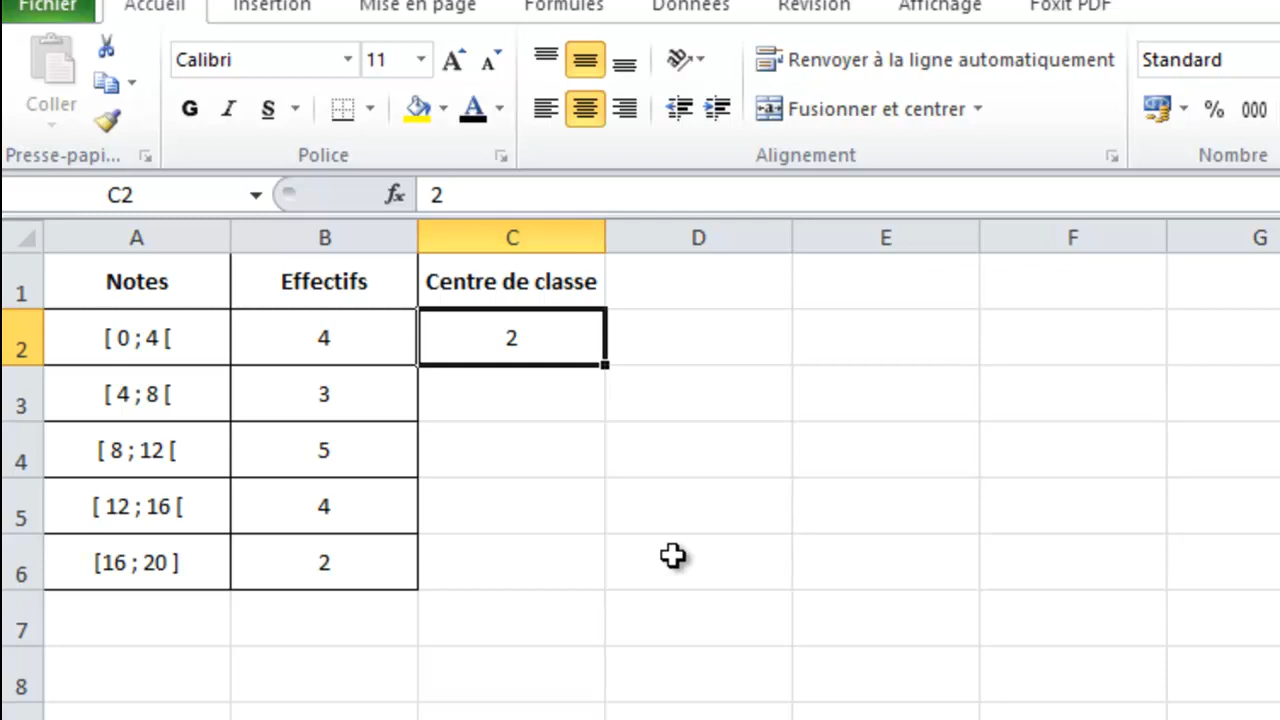 Fichier Accueil Insertion Mise en page Formules Données Révision Affichage Foxit PDF
Calibri 11 A A Renvoyer à la ligne automatiquement Standard
Coller G I S A Fusionner et centrer % 000
Presse-papi... Police Alignement Nombre
C2 fx 2
A B C D E F G
1 Notes Effectifs Centre de classe
2 [ 0 ; 4 [ 4 2
3 [ 4 ; 8 [ 3
4 [ 8 ; 12 [ 5
5 [ 12 ; 16 [ 4
6 [16 ; 20 ] 2
7
8